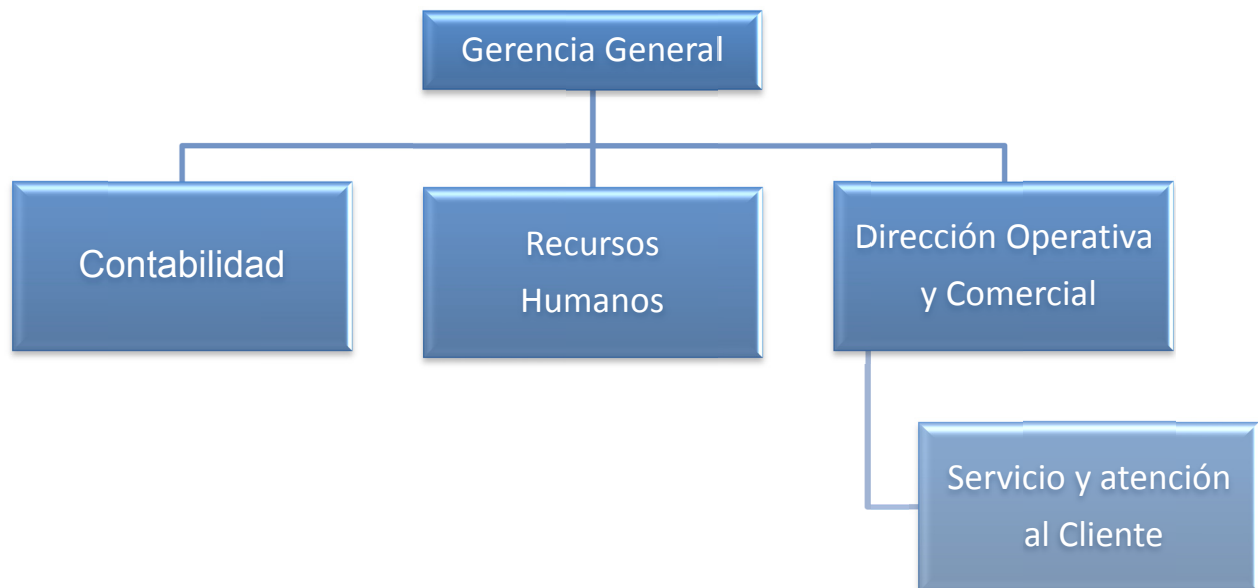 Gerencia General
Contabilidad
Recursos
Humanos
Dirección Operativa
y Comercial
Servicio y atención
al Cliente